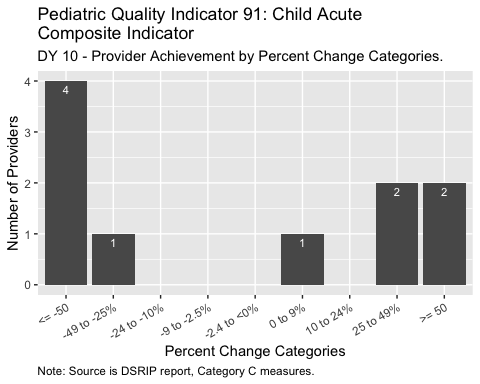 Pediatric Quality Indicator 91: Child Acute
Composite Indicator
DY 10 - Provider Achievement by Percent Change Categories.
Number of Providers
4
3
2
1
0
4
1
1
2
2
<= -50
-49 to -25%
-24 to -10%
-9 to -2.5%
-2.4 to <0%
0 to 9%
10 to 24%
25 to 49%
>= 50
Percent Change Categories
Note: Source is DSRIP report, Category C measures.